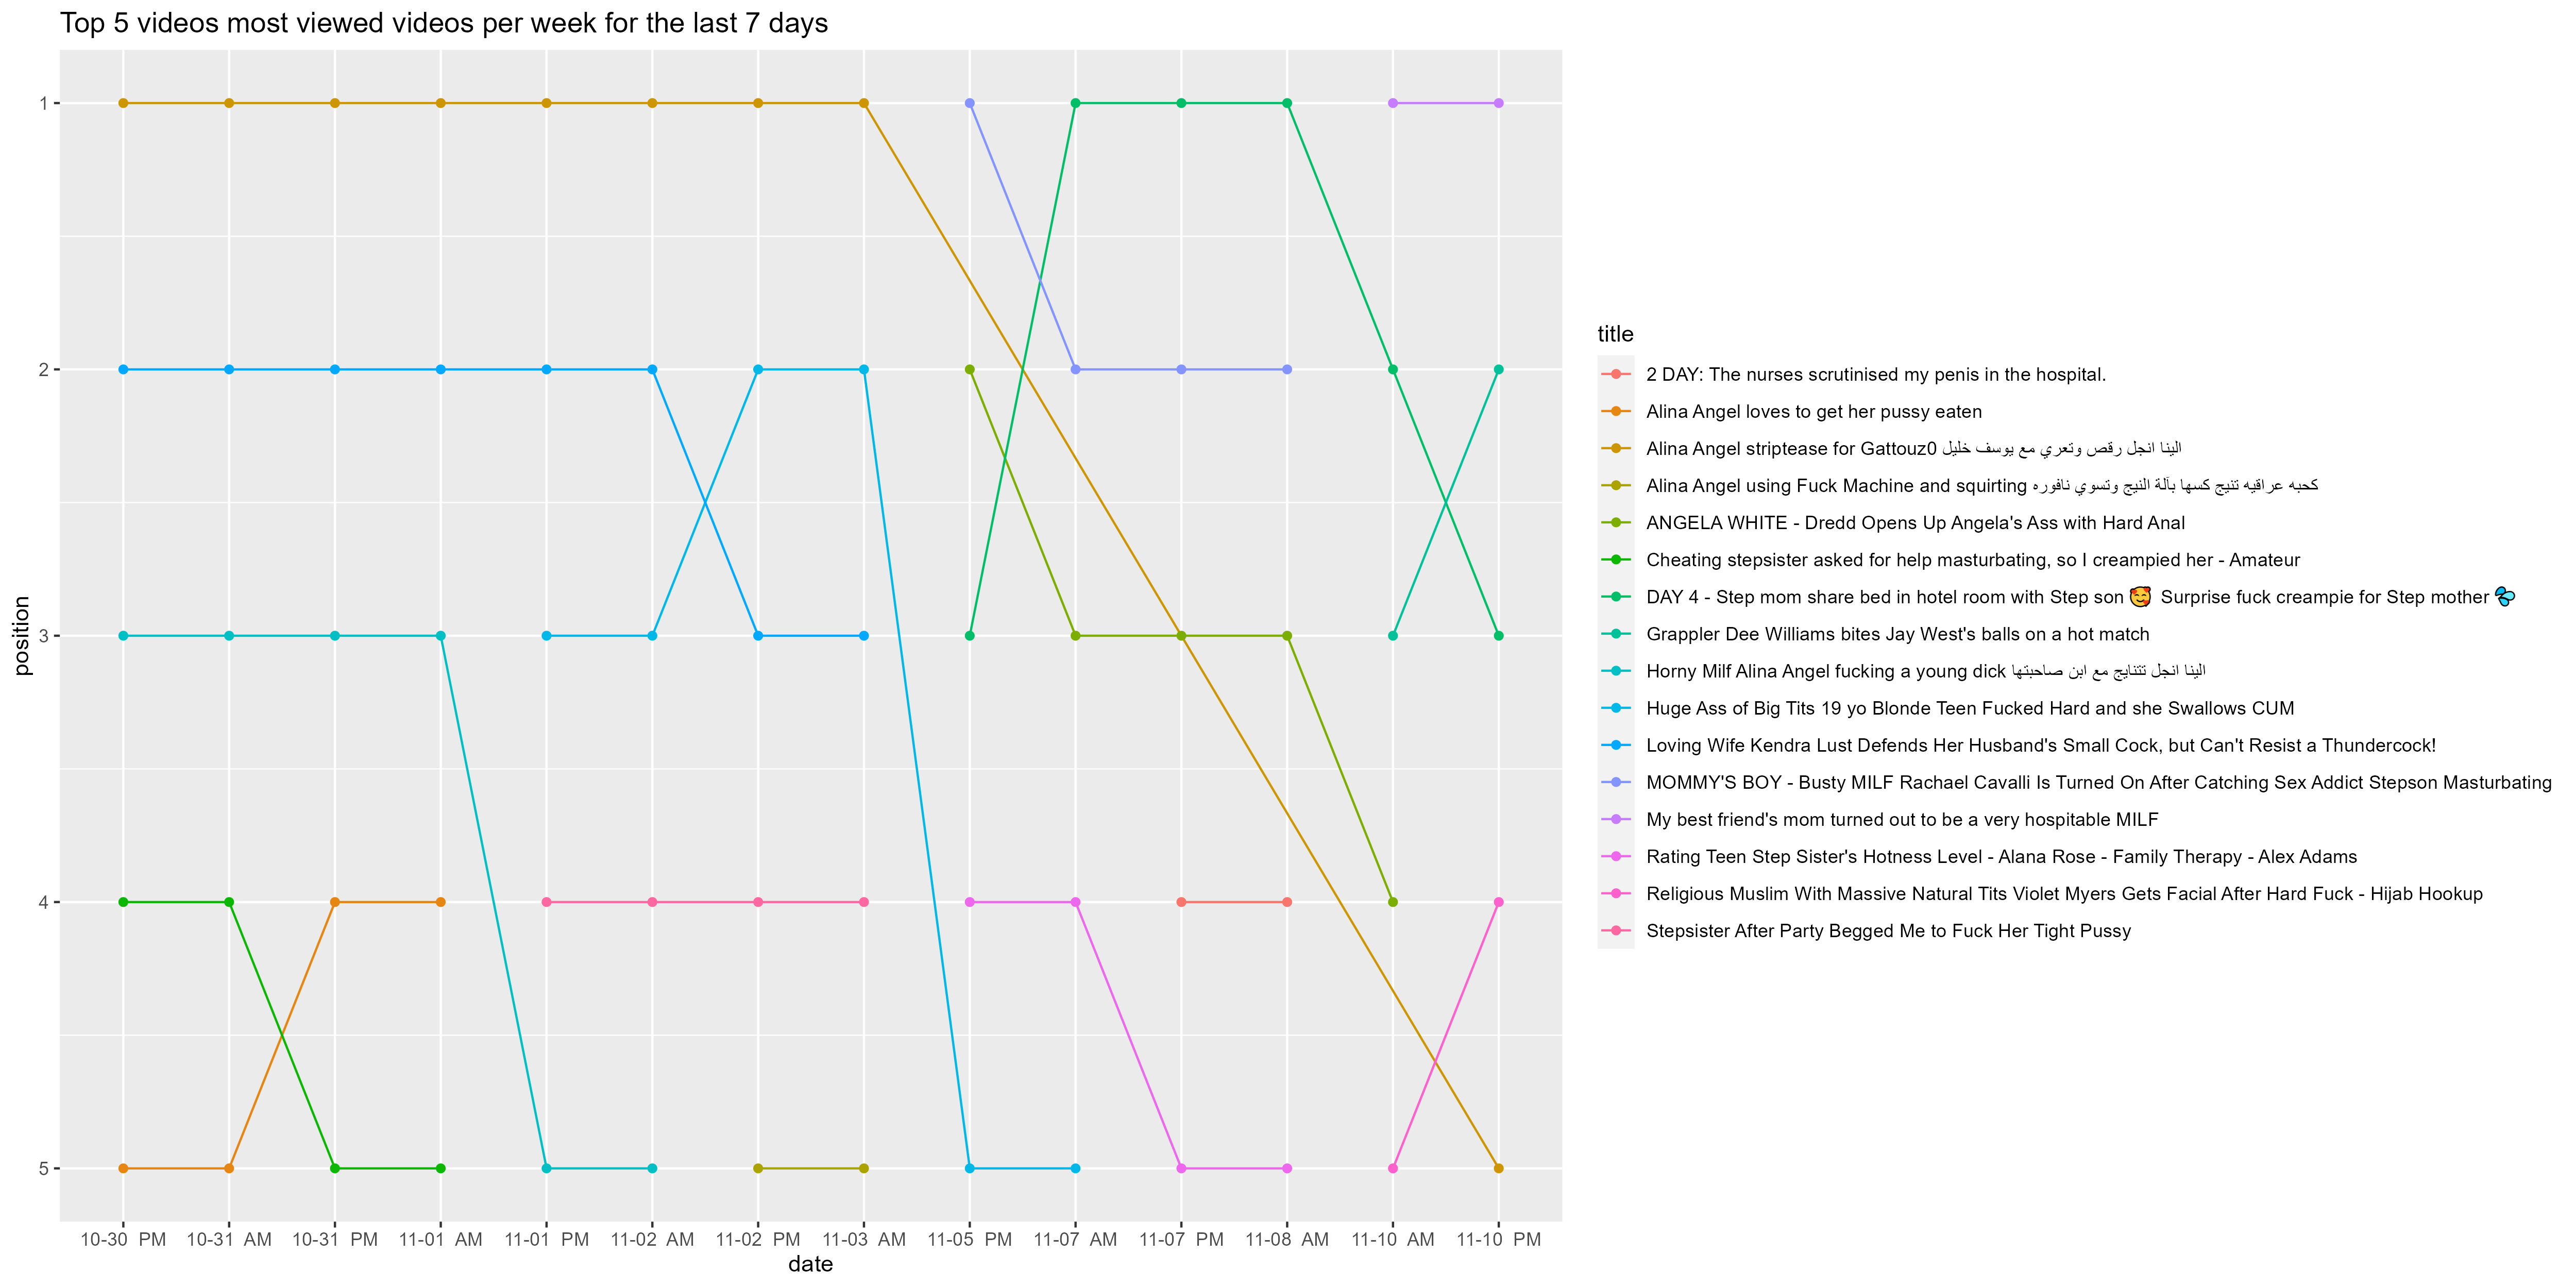 Top 5 videos most viewed videos per week for the last 7 days
position
1
2
3
4
5
10-30 PM 10-31 AM 10-31 PM 11-01 AM 11-01 PM 11-02 AM 11-02 PM 11-03 AM 11-05 PM 11-07 AM 11-07 PM 11-08 AM 11-10 AM 11-10 PM
date
title
2 DAY: The nurses scrutinised my penis in the hospital.
Alina Angel loves to get her pussy eaten
Alina Angel striptease for Gattouz0 الينا انجل رقص وتعري مع يوسف خليل
Alina Angel using Fuck Machine and squirting كحبه عراقيه تنيج كسها بآلة النيج وتسوي نافوره
ANGELA WHITE - Dredd Opens Up Angela's Ass with Hard Anal
Cheating stepsister asked for help masturbating, so I creampied her - Amateur
DAY 4 - Step mom share bed in hotel room with Step son 🥰 Surprise fuck creampie for Step mother 💦
Grappler Dee Williams bites Jay West's balls on a hot match
Horny Milf Alina Angel fucking a young dick الينا انجل تتنايج مع ابن صاحبتها
Huge Ass of Big Tits 19 yo Blonde Teen Fucked Hard and she Swallows CUM
Loving Wife Kendra Lust Defends Her Husband's Small Cock, but Can't Resist a Thundercock!
MOMMY'S BOY - Busty MILF Rachael Cavalli Is Turned On After Catching Sex Addict Stepson Masturbating
My best friend's mom turned out to be a very hospitable MILF
Rating Teen Step Sister's Hotness Level - Alana Rose - Family Therapy - Alex Adams
Religious Muslim With Massive Natural Tits Violet Myers Gets Facial After Hard Fuck - Hijab Hookup
Stepsister After Party Begged Me to Fuck Her Tight Pussy